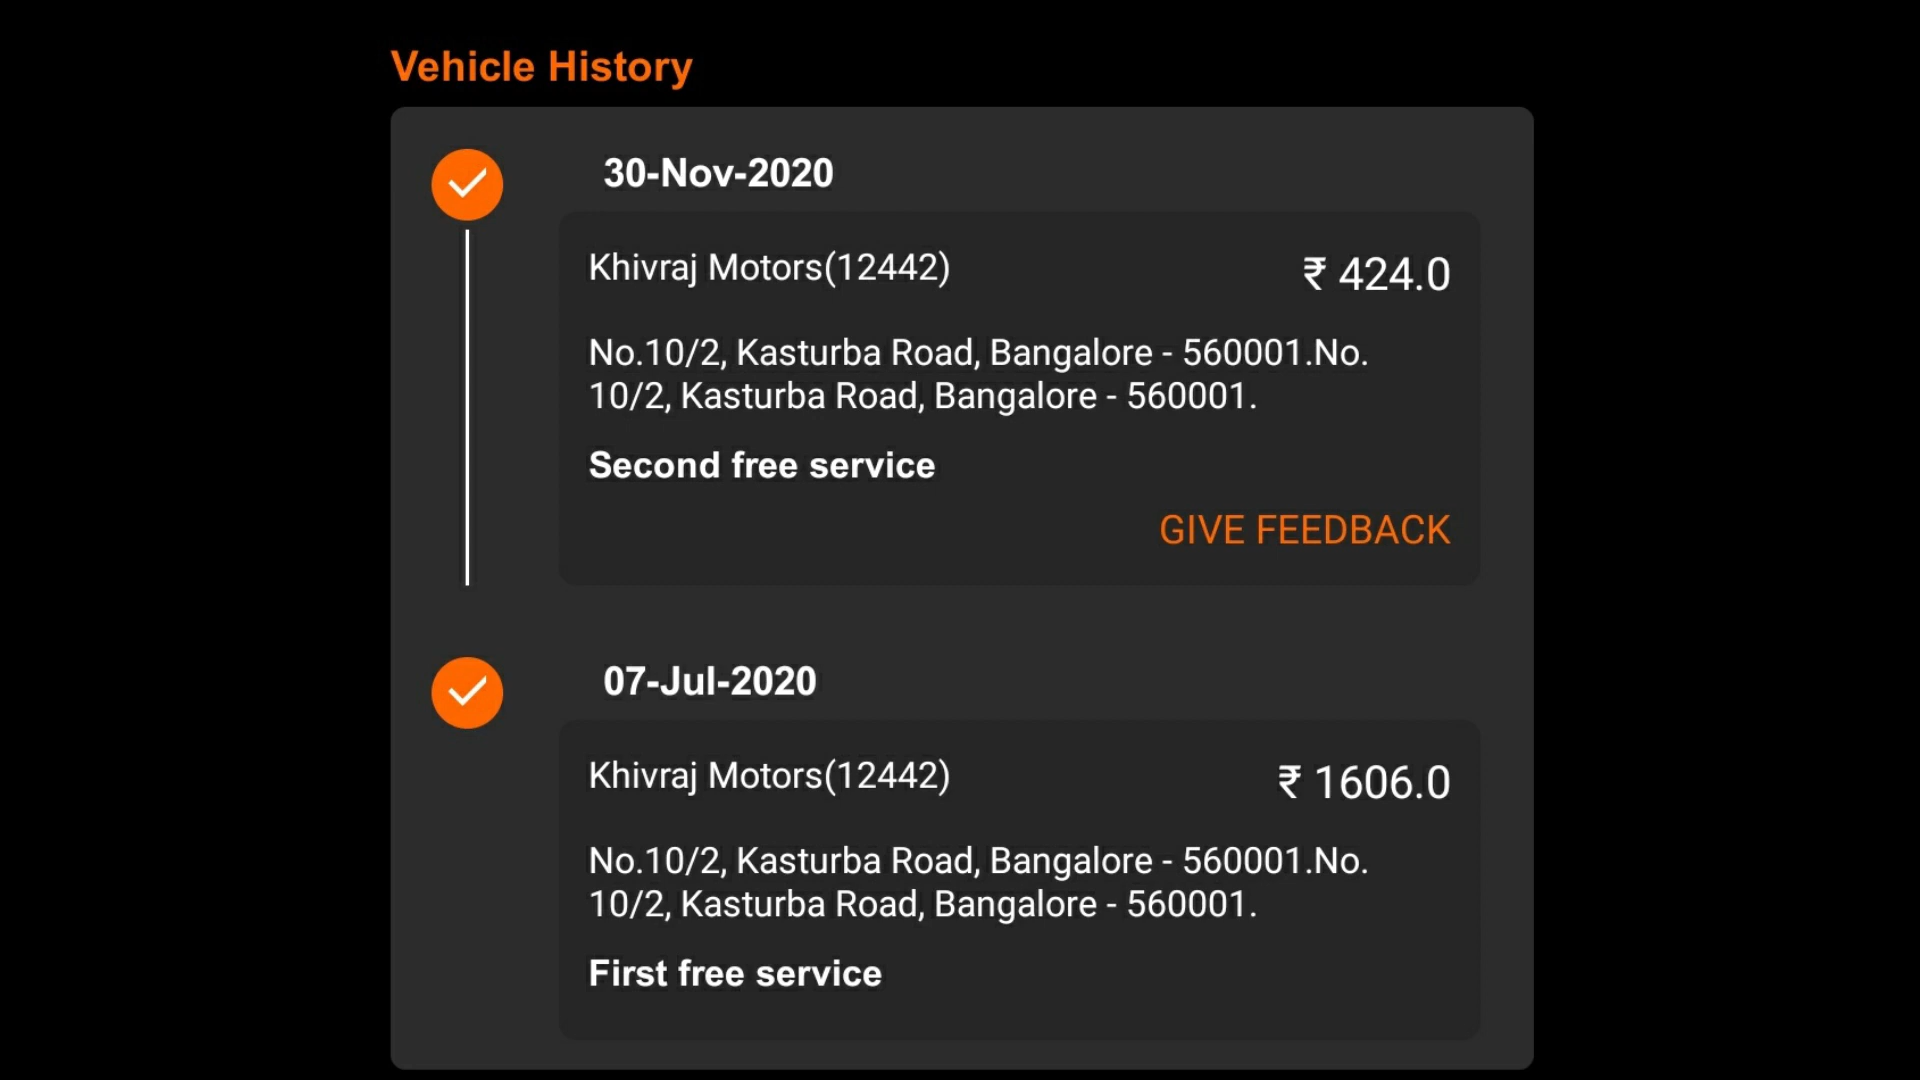 Vehicle History
30-Nov-2020
Khivraj Motors(12442)
₹ 424.0
No.10/2, Kasturba Road, Bangalore - 560001.No.
10/2, Kasturba Road, Bangalore - 560001.
Second free service
GIVE FEEDBACK
07-Jul-2020
Khivraj Motors(12442)
₹ 1606.0
No.10/2, Kasturba Road, Bangalore - 560001.No.
10/2, Kasturba Road, Bangalore - 560001.
First free service